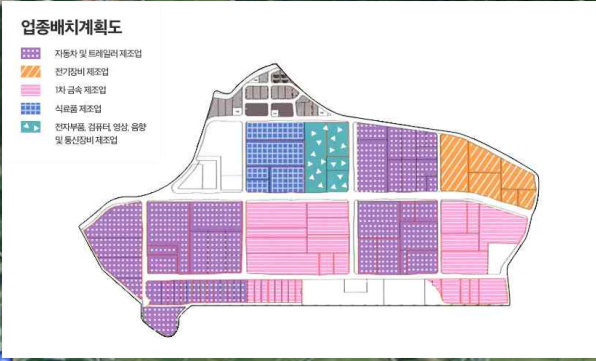 업종배치계획도
자동차 및 트레일러 제조업
전기장비 제조업
1차 금속 제조업
식료품 제조업
전자부품, 컴퓨터, 영상, 음향
및 통신장비 제조업